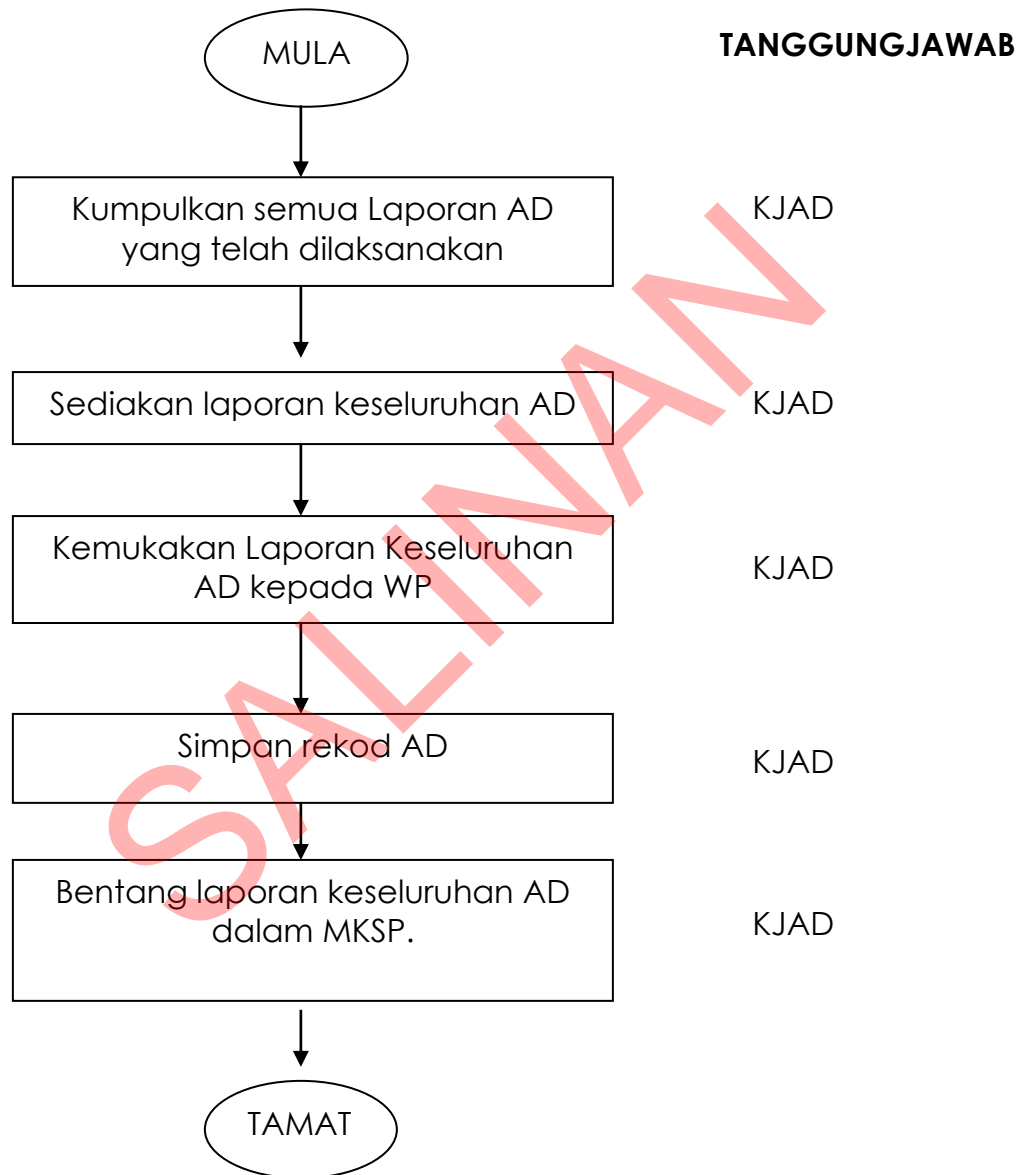 MULA
TANGGUNGJAWAB
Kumpulkan semua Laporan AD
yang telah dilaksanakan
KJAD
Sediakan laporan keseluruhan AD
KJAD
Kemukakan Laporan Keseluruhan
AD kepada WP
KJAD
Simpan rekod AD
KJAD
Bentang laporan keseluruhan AD
dalam MKSP.
KJAD
TAMAT
SALINAN